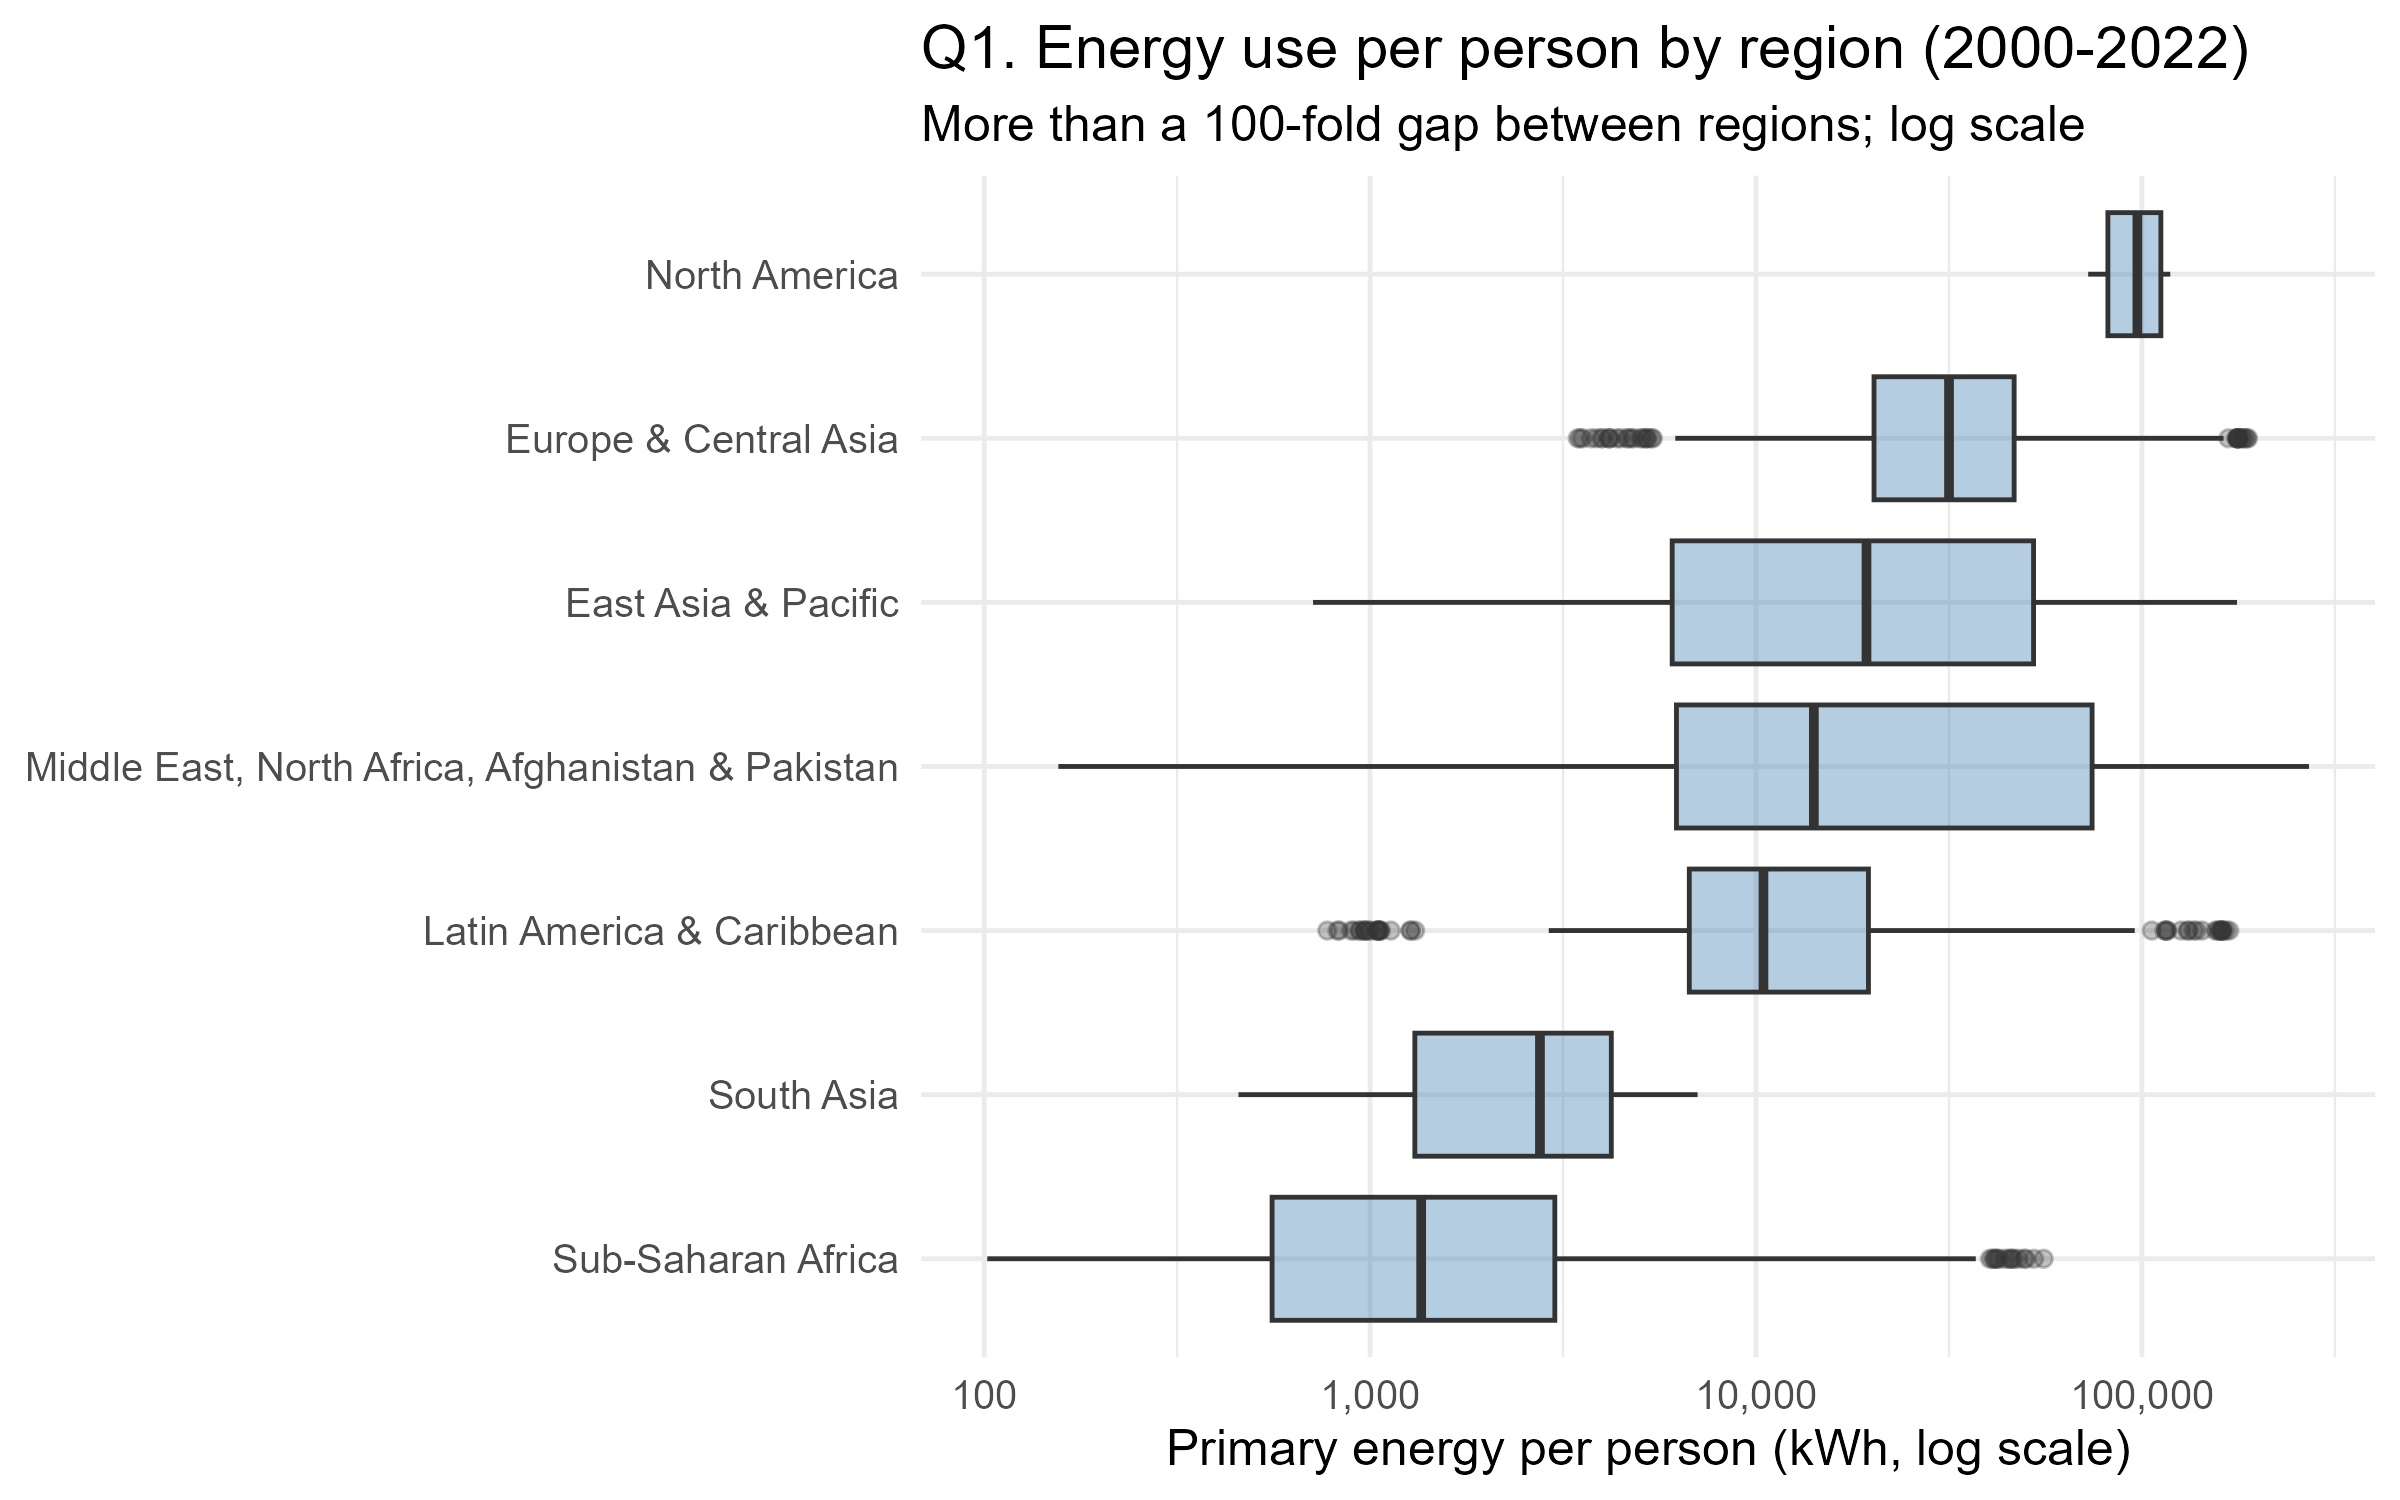 Q1. Energy use per person by region (2000-2022)
More than a 100-fold gap between regions; log scale
North America
Europe & Central Asia
East Asia & Pacific
Middle East, North Africa, Afghanistan & Pakistan
Latin America & Caribbean
South Asia
Sub-Saharan Africa
100 1,000 10,000 100,000
Primary energy per person (kWh, log scale)